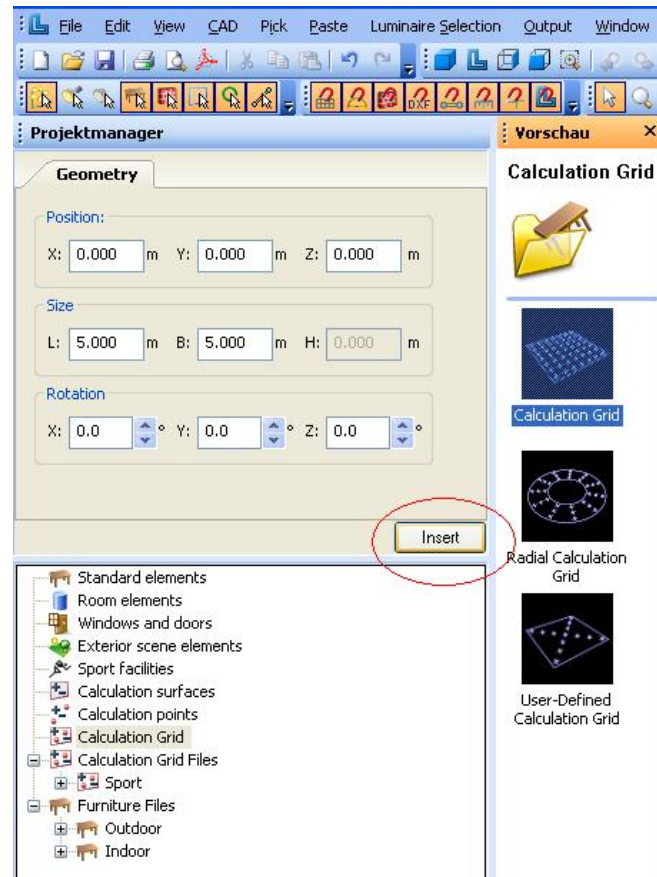 File Edit View CAD Pick Paste Luminaire Selection Output Window
DXF
Projektmanager
Geometry
Position:
X: 0.000 m Y: 0.000 m Z: 0.000 m
Size
L: 5.000 m B: 5.000 m H: 0.000 m
Rotation
X: 0.0 ° Y: 0.0 ° Z: 0.0 °
Insert
Standard elements
Room elements
Windows and doors
Exterior scene elements
Sport facilities
Calculation surfaces
Calculation points
Calculation Grid
Calculation Grid Files
Sport
Furniture Files
Outdoor
Indoor
Vorschau
Calculation Grid
Calculation Grid
Radial Calculation
Grid
User-Defined
Calculation Grid